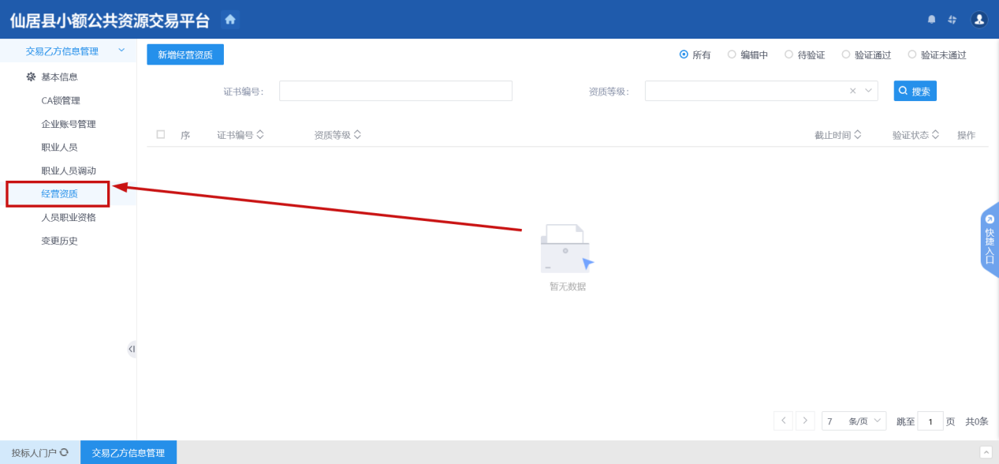 仙居县小额公共资源交易平台
交易乙方信息管理
基本信息
CA锁管理
企业账号管理
职业人员
职业人员调动
经营资质
人员职业资格
变更历史
新增经营资质
所有 编辑中 待验证 验证通过 验证未通过
证书编号: 资质等级: 搜索
序 证书编号 资质等级 截止时间 验证状态 操作
暂无数据
快捷入口
7 条/页 跳至 1 页 共0条
投标人门户 交易乙方信息管理